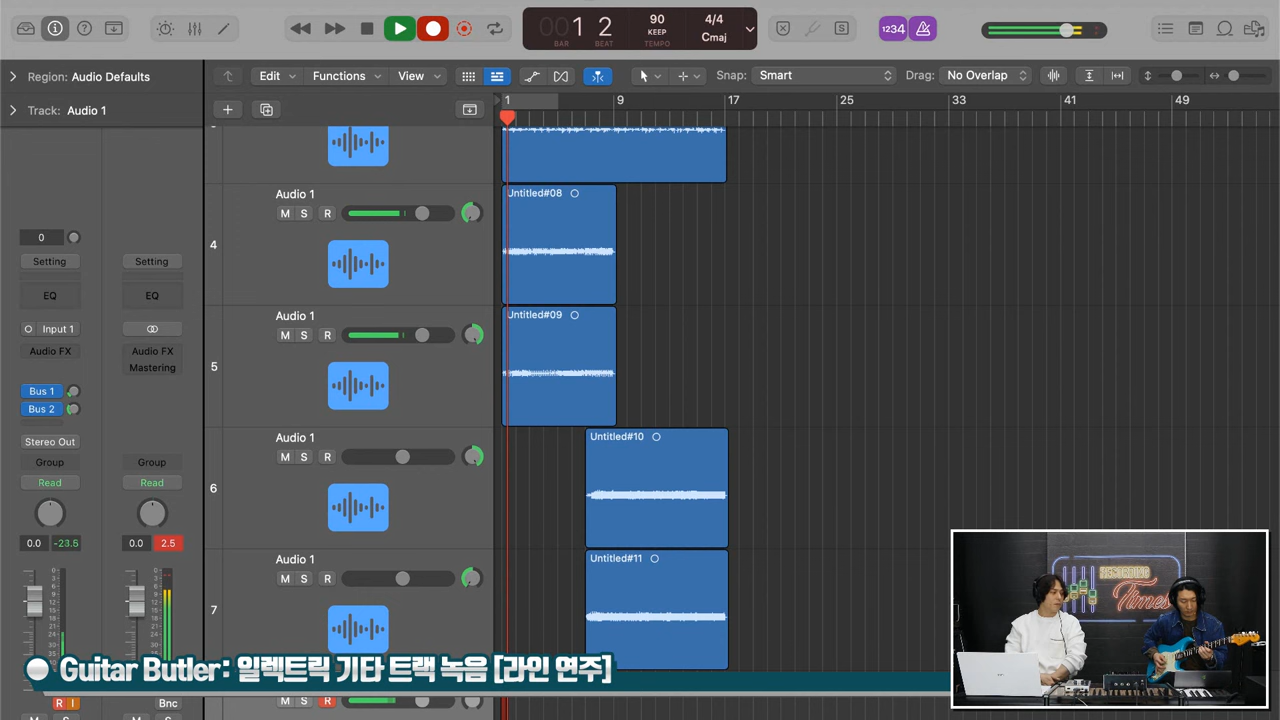 001 2
BAR BEAT
90
KEEP
TEMPO
4/4
Cmaj
S
1234
Region: Audio Defaults
Edit
Functions
View
Snap: Smart
Drag: No Overlap
Track: Audio 1
1 9 17 25 33 41 49
Audio 1
M S R
4
Untitled#08
Audio 1
M S R
5
Untitled#09
Audio 1
M S R
6
Untitled#10
Audio 1
M S R
7
Untitled#11
0
Setting Setting
EQ EQ
Input 1
Audio FX Audio FX
Mastering
Bus 1
Bus 2
Stereo Out
Group Group
Read Read
0.0 -23.5 0.0 2.5
R I Bnc
M S R
RECORDING
Times
Guitar Butler: 일렉트릭 기타 트랙 녹음 [라인 연주]